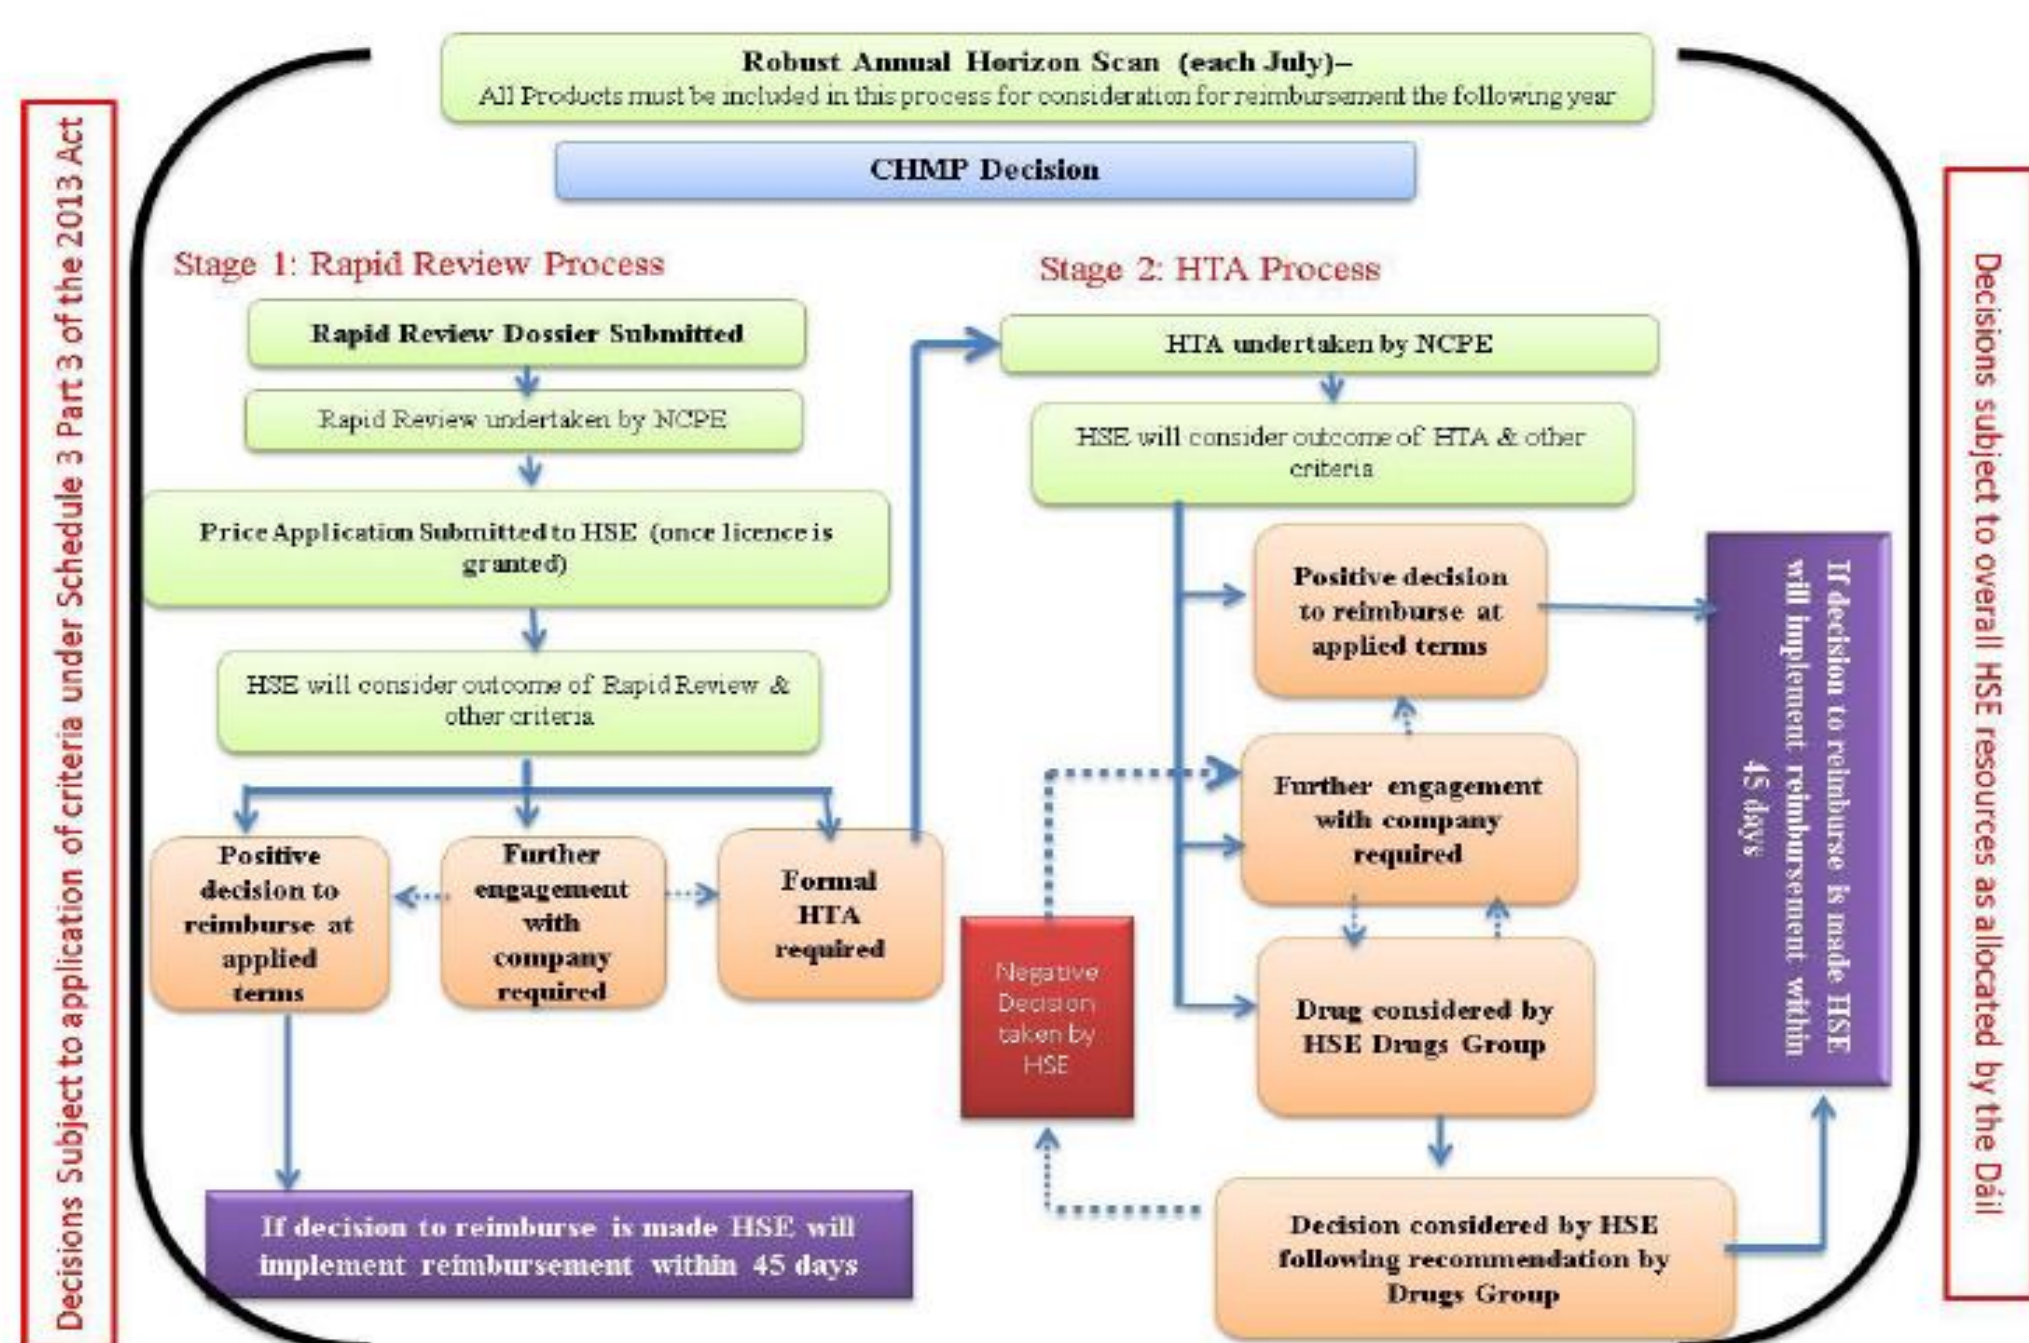 Robust Annual Horizon Scan (each July)–
All Products must be included in this process for consideration for reimbursement the following year
CHMP Decision
Decisions Subject to application of criteria under Schedule 3 Part 3 of the 2013 Act
Stage 1: Rapid Review Process
Rapid Review Dossier Submitted
Rapid Review undertaken by NCPE
Price Application Submitted to HSE (once licence is
granted)
HSE will consider outcome of Rapid Review &
other criteria
Positive
decision to
reimburse at
applied
terms
Further
engagement
with
company
required
Formal
HTA
required
If decision to reimburse is made HSE will
implement reimbursement within 45 days
Stage 2: HTA Process
HTA undertaken by NCPE
HSE will consider outcome of HTA & other
criteria
Positive decision
to reimburse at
applied terms
Further engagement
with company
required
Negative
Decision
taken by
HSE
Drug considered by
HSE Drugs Group
Decision considered by HSE
following recommendation by
Drugs Group
If decision to reimburse is made HSE
will implement reimbursement within
45 days
Decisions subject to overall HSE resources as allocated by the Dáil